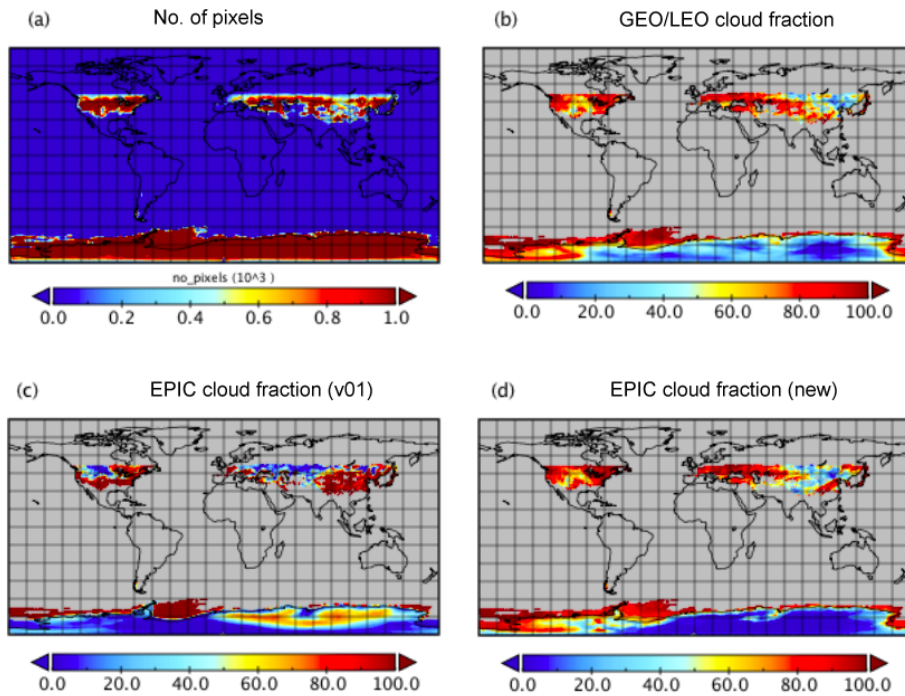 (a) No. of pixels
(b) GEO/LEO cloud fraction
no_pixels (10^3 )
0.0 0.2 0.4 0.6 0.8 1.0
0.0 20.0 40.0 60.0 80.0 100.0
(c) EPIC cloud fraction (v01)
(d) EPIC cloud fraction (new)
0.0 20.0 40.0 60.0 80.0 100.0
0.0 20.0 40.0 60.0 80.0 100.0